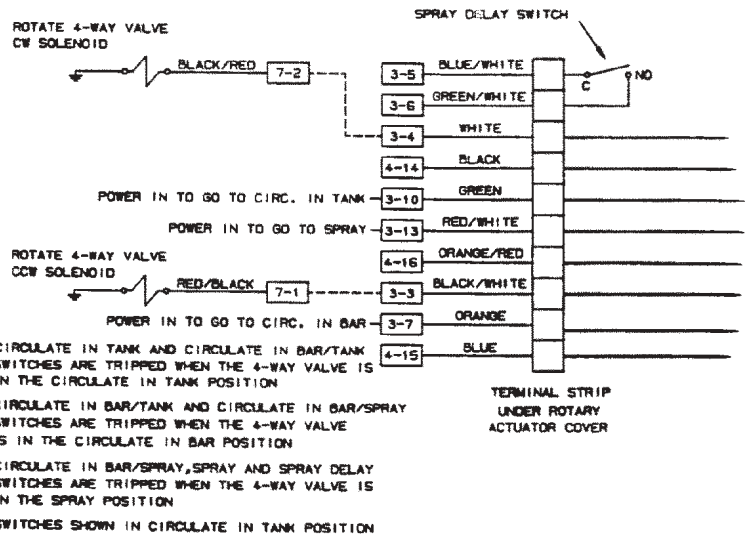 SPRAY DELAY SWITCH
ROTATE 4-WAY VALVE
CW SOLENOID
BLACK/RED
7-2
3-5
BLUE/WHITE
C
NO
3-6
GREEN/WHITE
3-4
WHITE
4-14
BLACK
POWER IN TO GO TO CIRC. IN TANK
3-10
GREEN
POWER IN TO GO TO SPRAY
3-13
RED/WHITE
4-16
ORANGE/RED
ROTATE 4-WAY VALVE
CCW SOLENOID
RED/BLACK
7-1
3-3
BLACK/WHITE
POWER IN TO GO TO CIRC. IN BAR
3-7
ORANGE
4-15
BLUE
CIRCULATE IN TANK AND CIRCULATE IN BAR/TANK
SWITCHES ARE TRIPPED WHEN THE 4-WAY VALVE IS
N THE CIRCULATE IN TANK POSITION
CIRCULATE IN BAR/TANK AND CIRCULATE IN BAR/SPRAY
SWITCHES ARE TRIPPED WHEN THE 4-WAY VALVE
S IN THE CIRCULATE IN BAR POSITION
CIRCULATE IN BAR/SPRAY,SPRAY AND SPRAY DELAY
SWITCHES ARE TRIPPED WHEN THE 4-WAY VALVE IS
N THE SPRAY POSITION
SWITCHES SHOWN IN CIRCULATE IN TANK POSITION
TERMINAL STRIP
UNDER ROTARY
ACTUATOR COVER